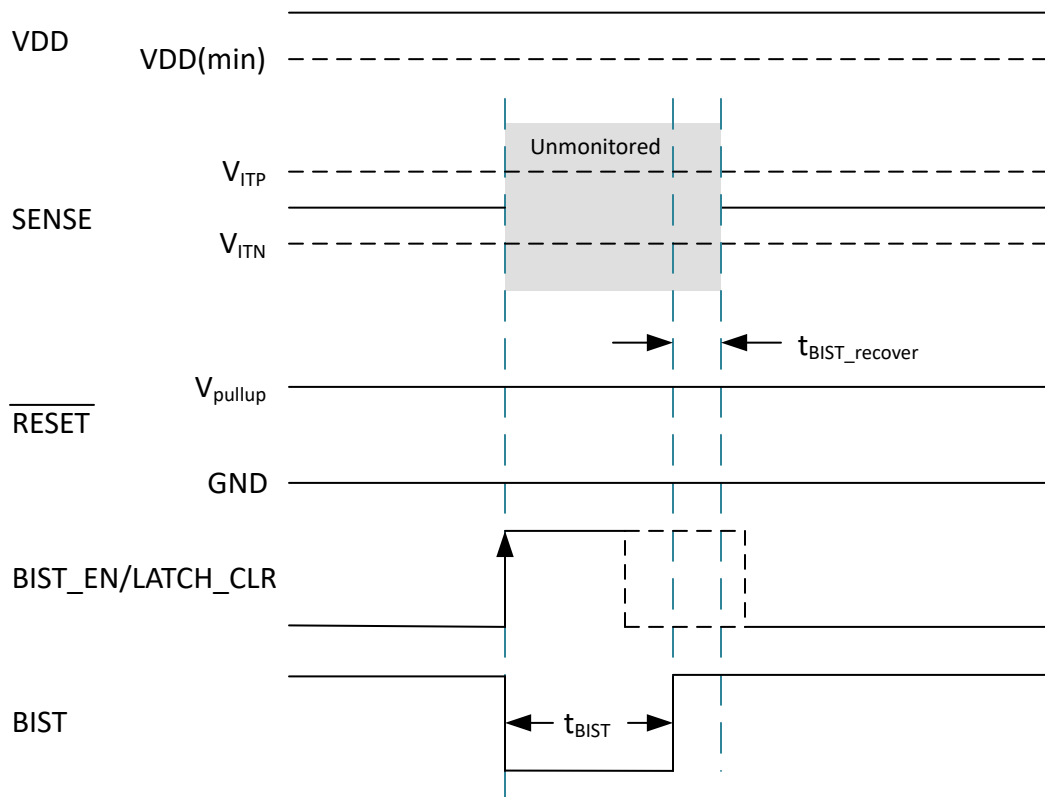 VDD
VDD(min)
Unmonitored
V_ITP
SENSE
V_ITN
t_BIST_recover
V_pullup
RESET
GND
BIST_EN/LATCH_CLR
BIST
t_BIST